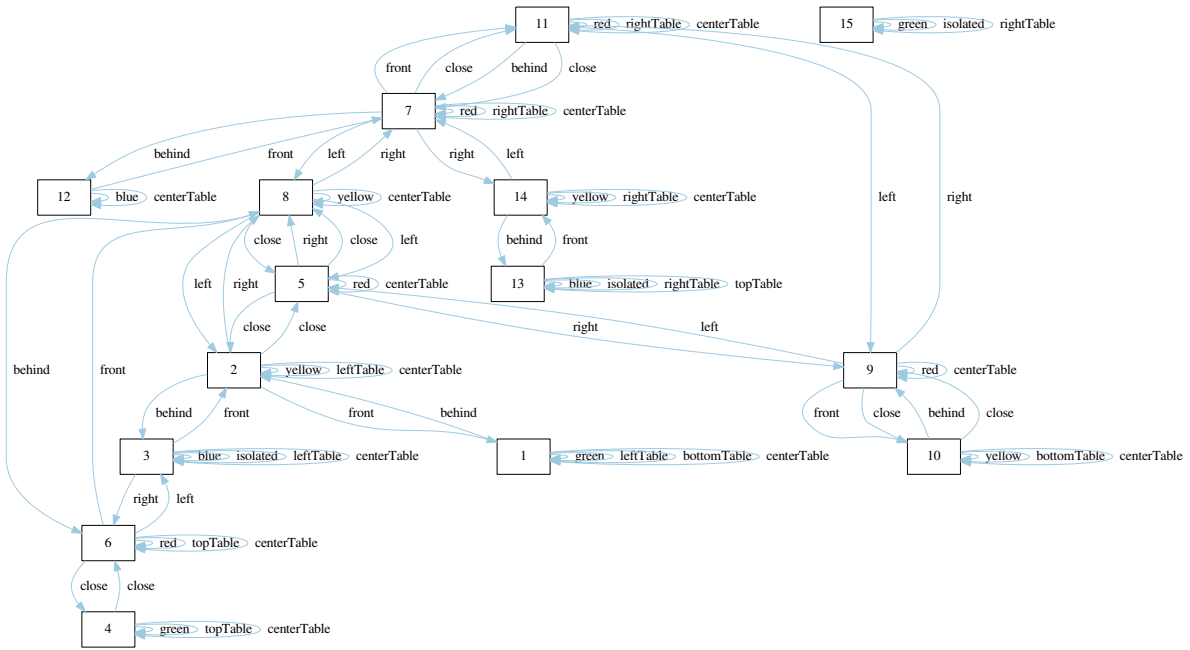 11 red rightTable centerTable 15 green isolated rightTable
front close behind close
7 red rightTable centerTable
behind front left right right left
12 blue centerTable 8 yellow centerTable 14 yellow rightTable centerTable left right
close right close left behind front
left right 5 red centerTable 13 blue isolated rightTable topTable
close close right left
behind front 2 yellow leftTable centerTable 9 red centerTable
behind front front behind front close behind close
3 blue isolated leftTable centerTable 1 green leftTable bottomTable centerTable 10 yellow bottomTable centerTable
right left
6 red topTable centerTable
close close
4 green topTable centerTable